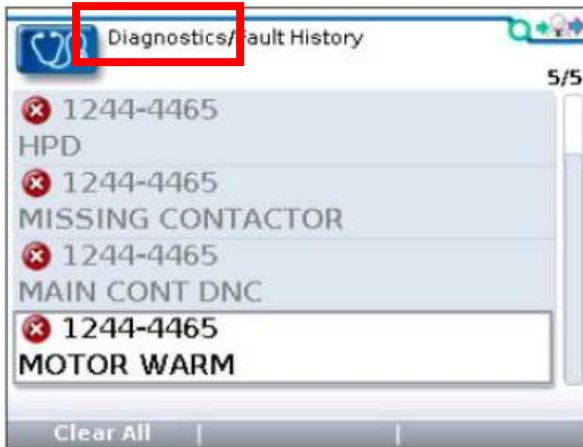 Diagnostics/Fault History
5/5
1244-4465
HPD
1244-4465
MISSING CONTACTOR
1244-4465
MAIN CONT DNC
1244-4465
MOTOR WARM
Clear All